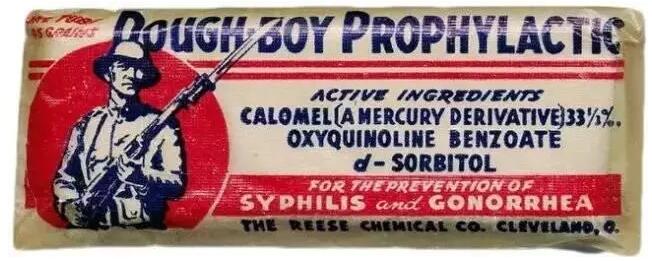 DOUGH-BOY PROPHYLACTIC
ACTIVE INGREDIENTS
CALOMEL (A MERCURY DERIVATIVE) 33⅓%.
OXYQUINOLINE BENZOATE
d - SORBITOL
FOR THE PREVENTION OF
SYPHILIS and GONORRHEA
THE REESE CHEMICAL CO. CLEVELAND, O.